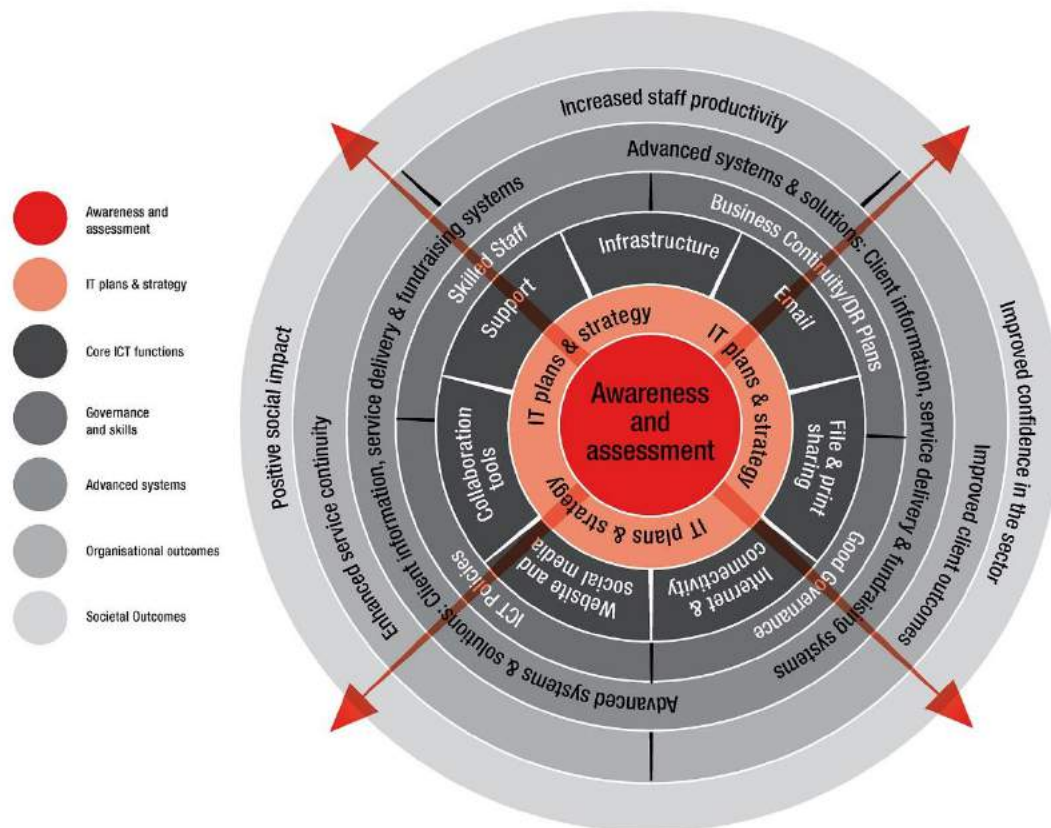 Awareness and
assessment
IT plans & strategy
Core ICT functions
Governance
and skills
Advanced systems
Organisational outcomes
Societal Outcomes
Positive social impact
Improved confidence in the sector
Increased staff productivity
Enhanced service continuity
Improved client outcomes
Advanced systems & solutions: Client information, service delivery & fundraising systems
Advanced systems & solutions: Client information, service delivery & fundraising systems
Skilled Staff
Business Continuity/DR Plans
ICT Policies
Good Governance
Infrastructure
Support
Email
Collaboration
tools
File & print
sharing
Website and
social media
Internet &
connectivity
IT plans & strategy
IT plans & strategy
IT plans & strategy
Awareness
and
assessment